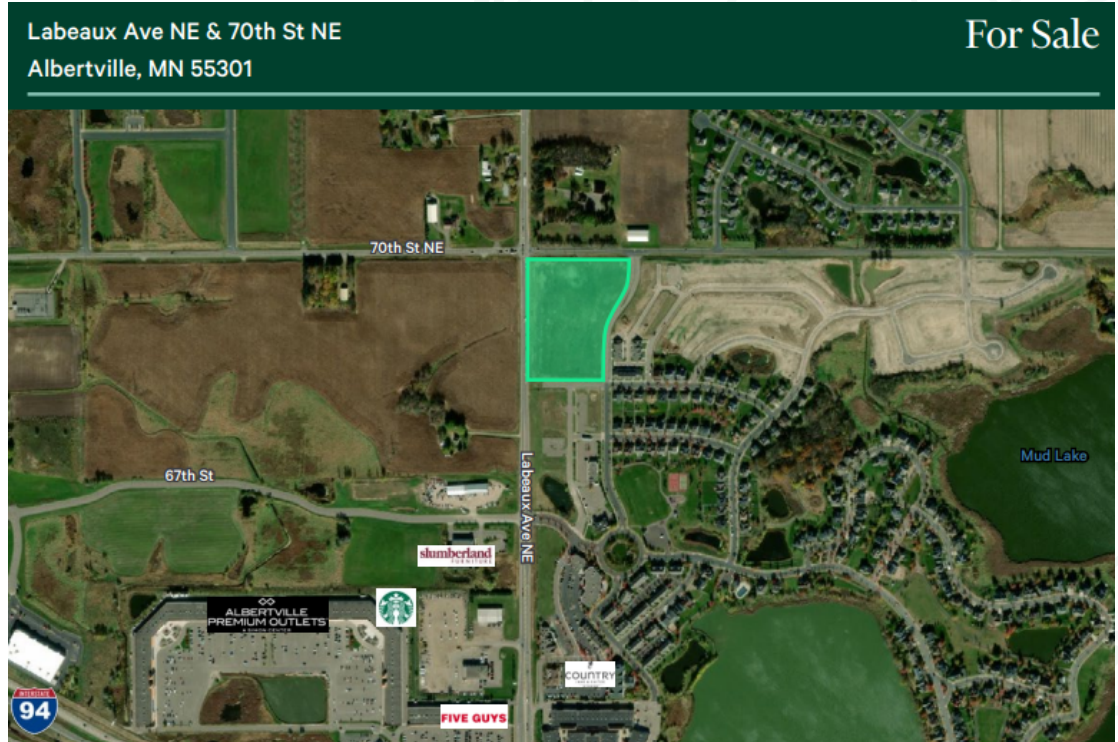 Labeaux Ave NE & 70th St NE
Albertville, MN 55301
For Sale
70th St NE
Mud Lake
67th St
Labeaux Ave NE
slumberland
FURNITURE
ALBERTVILLE
PREMIUM OUTLETS
A SIMON CENTER
COUNTRY
INTERSTATE
94
FIVE GUYS